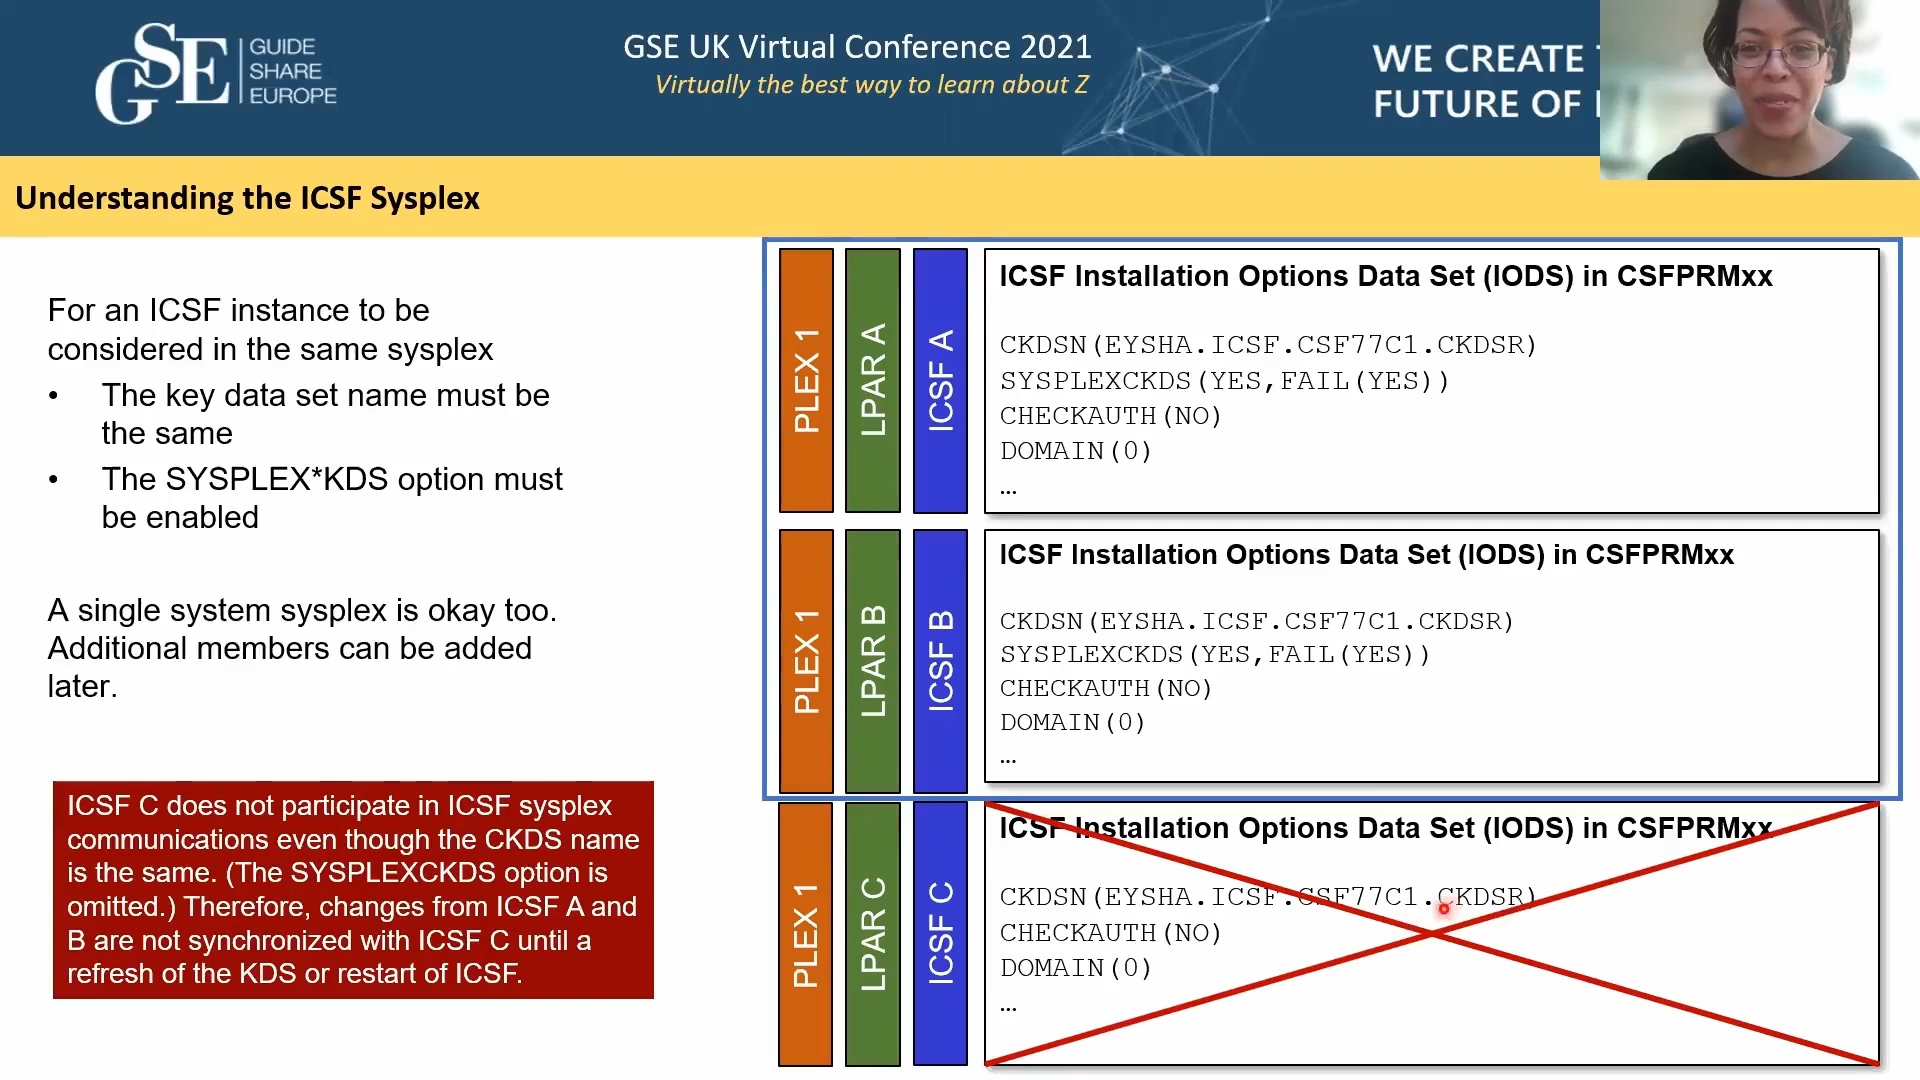 GSE
GUIDE
SHARE
EUROPE
GSE UK Virtual Conference 2021
Virtually the best way to learn about Z
WE CREATE
FUTURE OF
Understanding the ICSF Sysplex
For an ICSF instance to be
considered in the same sysplex
• The key data set name must be
the same
• The SYSPLEX*KDS option must
be enabled
A single system sysplex is okay too.
Additional members can be added
later.
ICSF C does not participate in ICSF sysplex
communications even though the CKDS name
is the same. (The SYSPLEXCKDS option is
omitted.) Therefore, changes from ICSF A and
B are not synchronized with ICSF C until a
refresh of the KDS or restart of ICSF.
PLEX 1
LPAR A
ICSF A
ICSF Installation Options Data Set (IODS) in CSFPRMxx
CKDSN(EYSHA.ICSF.CSF77C1.CKDSR)
SYSPLEXCKDS(YES,FAIL(YES))
CHECKAUTH(NO)
DOMAIN(0)
…
PLEX 1
LPAR B
ICSF B
ICSF Installation Options Data Set (IODS) in CSFPRMxx
CKDSN(EYSHA.ICSF.CSF77C1.CKDSR)
SYSPLEXCKDS(YES,FAIL(YES))
CHECKAUTH(NO)
DOMAIN(0)
…
PLEX 1
LPAR C
ICSF C
ICSF Installation Options Data Set (IODS) in CSFPRMxx
CKDSN(EYSHA.ICSF.CSF77C1.CKDSR)
CHECKAUTH(NO)
DOMAIN(0)
…